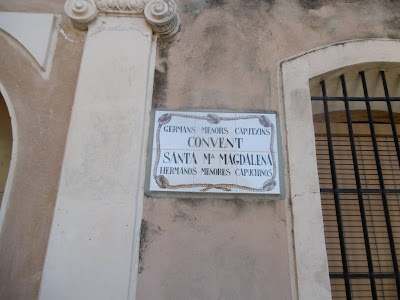 GERMANS MENORS CAPUTXINS
CONVENT
SANTA Mª MAGDALENA
HERMANOS MENORES CAPUCHINOS